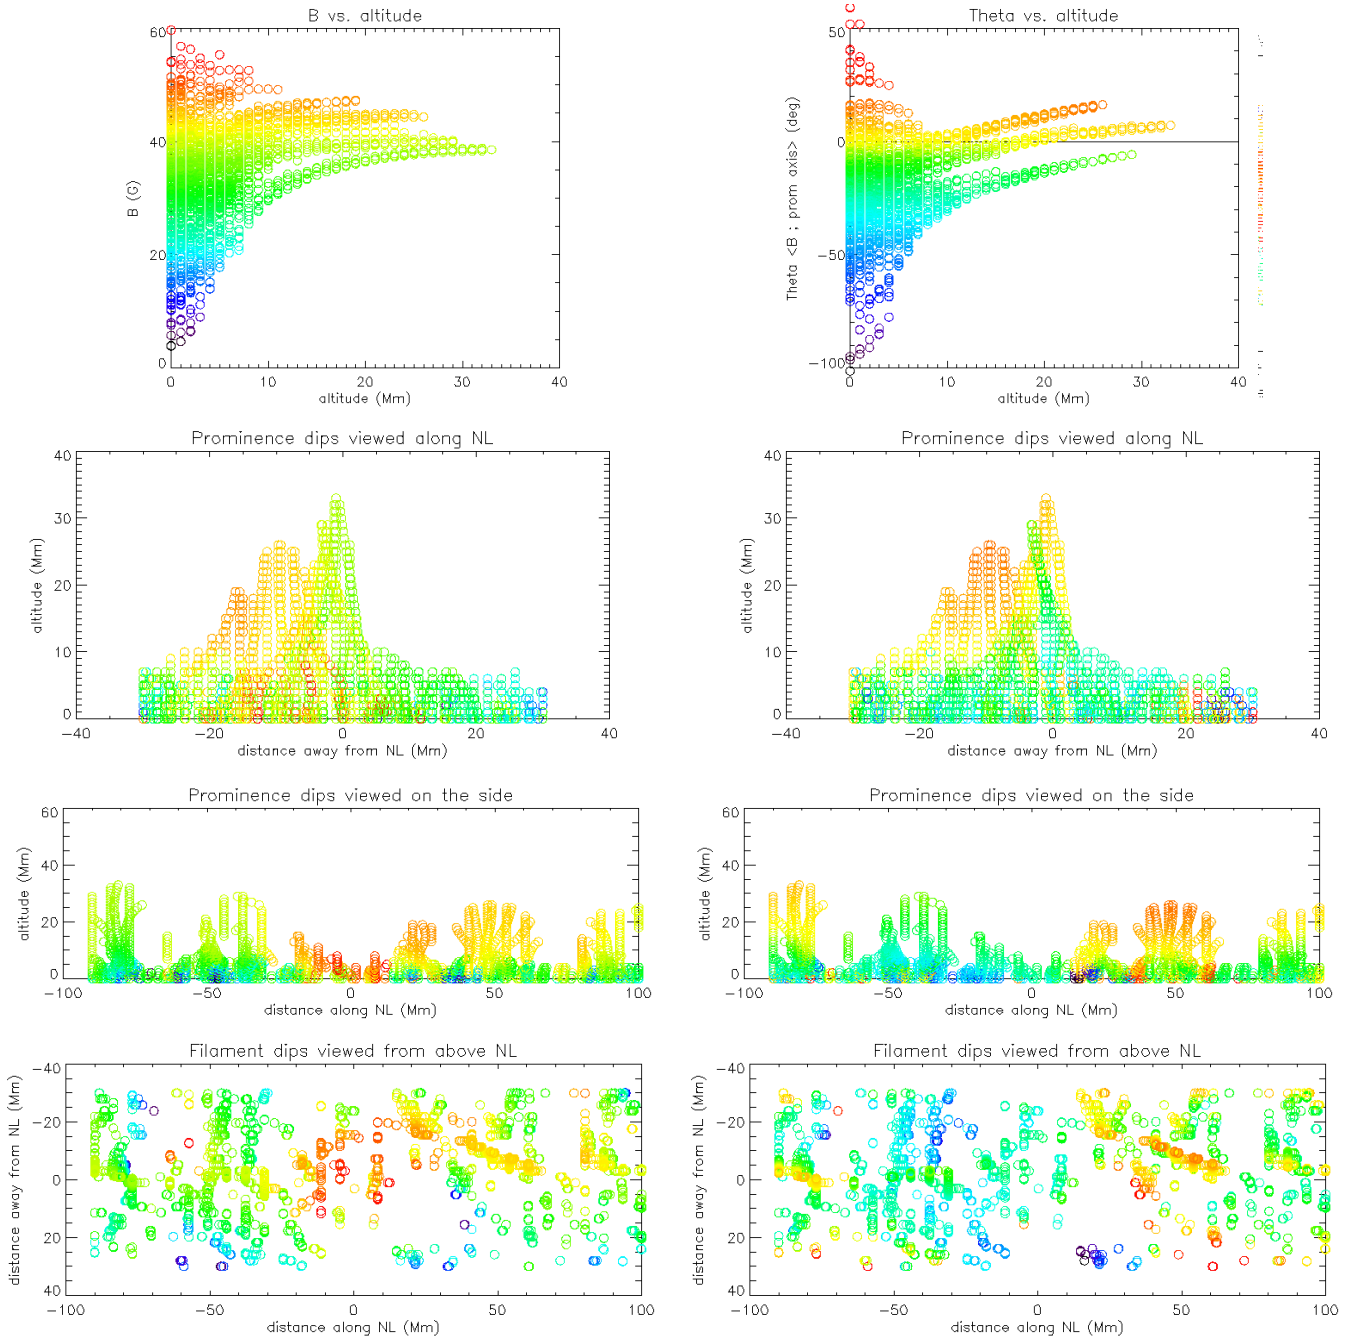 B vs. altitude
Theta vs. altitude
60
40
20
0
B (G)
0 10 20 30 40
altitude (Mm)
50
0
−50
−100
Theta <B ; prom axis> (deg)
0 10 20 30 40
altitude (Mm)
Prominence dips viewed along NL
Prominence dips viewed along NL
40
30
20
10
0
altitude (Mm)
−40 −20 0 20 40
distance away from NL (Mm)
40
30
20
10
0
altitude (Mm)
−40 −20 0 20 40
distance away from NL (Mm)
Prominence dips viewed on the side
Prominence dips viewed on the side
60
40
20
0
altitude (Mm)
−100 −50 0 50 100
distance along NL (Mm)
60
40
20
0
altitude (Mm)
−100 −50 0 50 100
distance along NL (Mm)
Filament dips viewed from above NL
Filament dips viewed from above NL
−40
−20
0
20
40
distance away from NL (Mm)
−100 −50 0 50 100
distance along NL (Mm)
−40
−20
0
20
40
distance away from NL (Mm)
−100 −50 0 50 100
distance along NL (Mm)